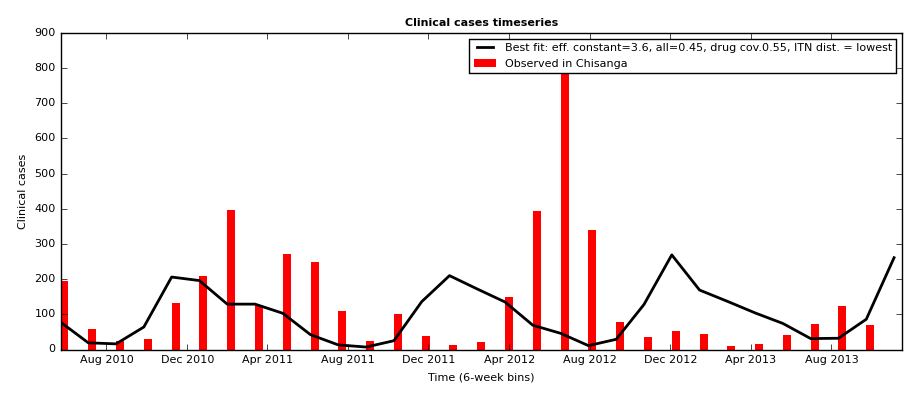 Clinical cases timeseries
Best fit: eff. constant=3.6, all=0.45, drug cov.0.55, ITN dist. = lowest
Observed in Chisanga
900
800
700
600
500
400
300
200
100
0
Clinical cases
Aug 2010 Dec 2010 Apr 2011 Aug 2011 Dec 2011 Apr 2012 Aug 2012 Dec 2012 Apr 2013 Aug 2013
Time (6-week bins)